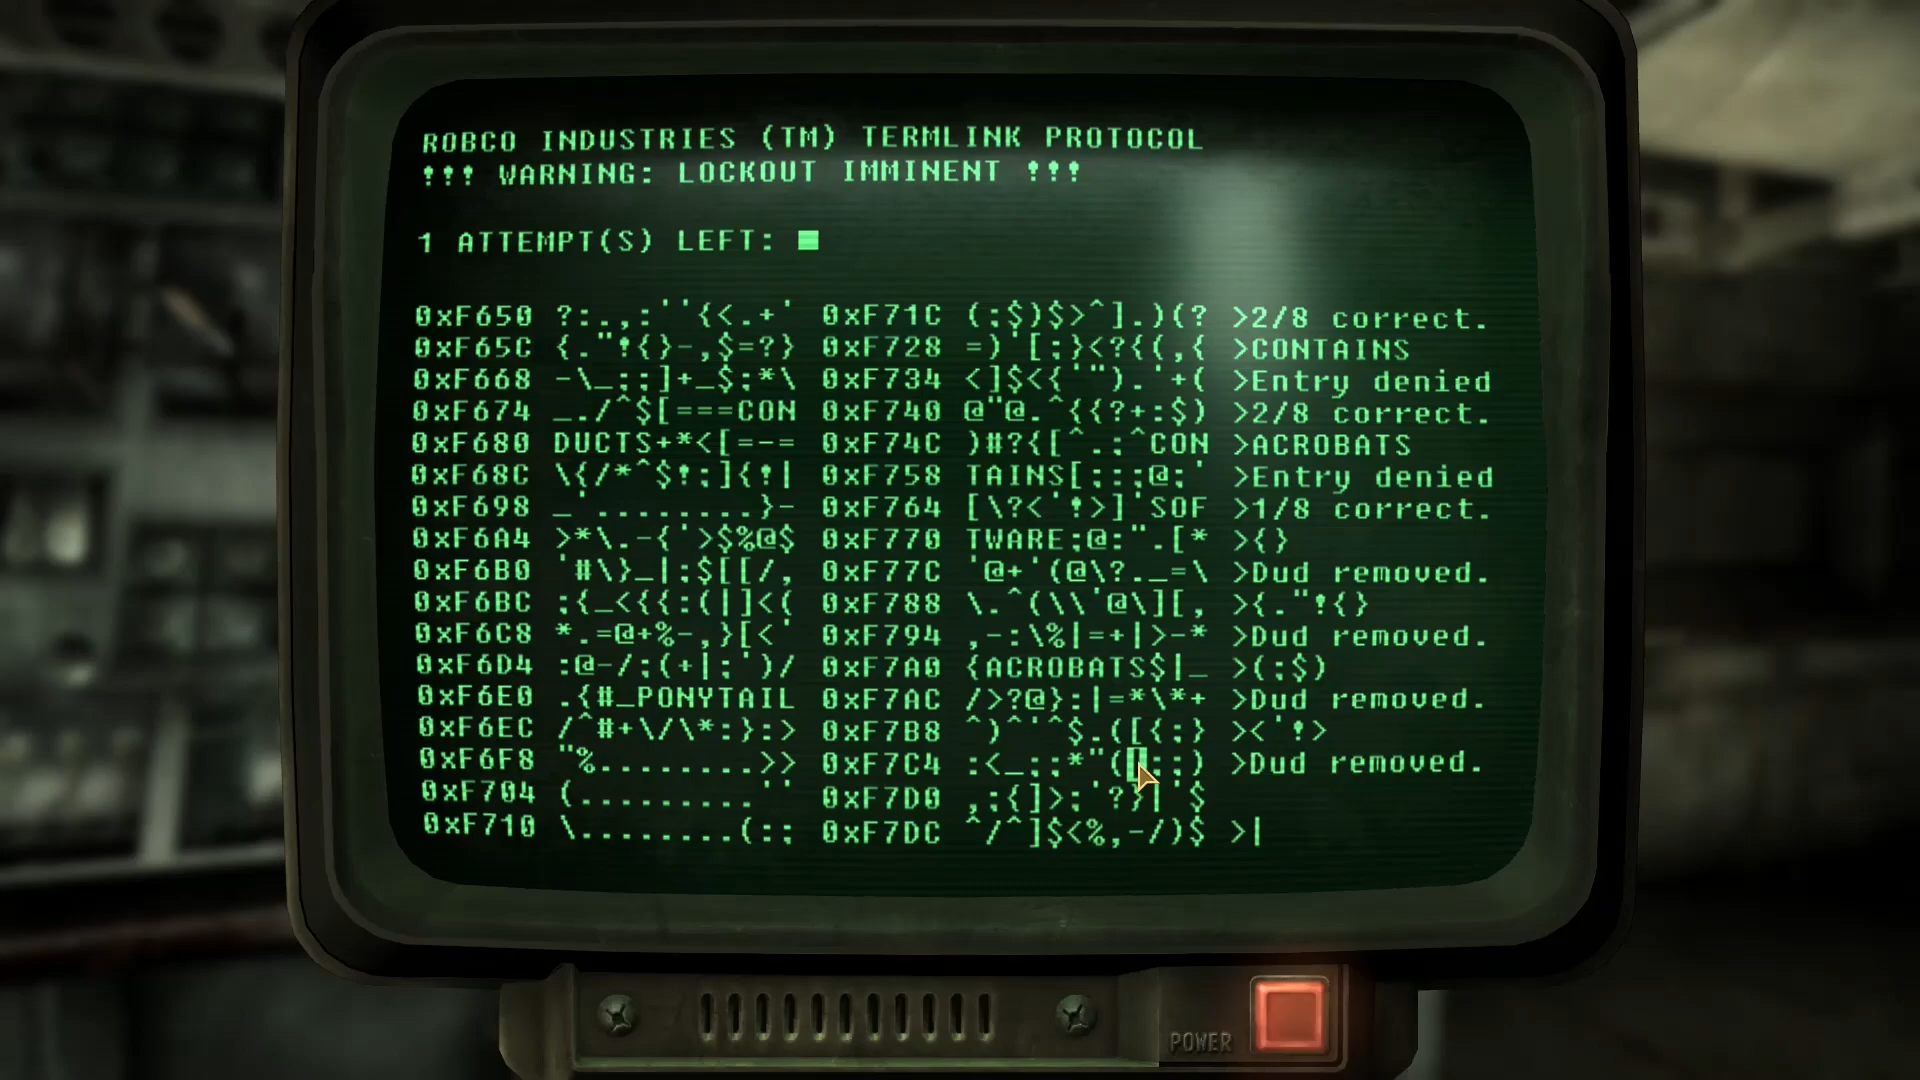 ROBCO INDUSTRIES (TM) TERMLINK PROTOCOL
!!! WARNING: LOCKOUT IMMINENT !!!
1 ATTEMPT(S) LEFT: ■
0xF650 ?:.,:''{<.+' 0xF71C (;$)$>^].)(? >2/8 correct.
0xF65C {."!{}-,$=?} 0xF728 =)'[;}<?{(,{ >CONTAINS
0xF668 -\_;;]+_$;*\ 0xF734 <]$<{'").'+( >Entry denied
0xF674 _./^$[===CON 0xF740 @"@.^{{?+:$) >2/8 correct.
0xF680 DUCTS+*<[=-= 0xF74C )#?{[^.;^CON >ACROBATS
0xF68C \{/*^$!;]{!| 0xF758 TAINS[;:;@;' >Entry denied
0xF698 _'........}- 0xF764 [\?<'!>]'SOF >1/8 correct.
0xF6A4 >*\.-{'>$%@$ 0xF770 TWARE;@:".[* >{}
0xF6B0 '#\}_|;$[[/, 0xF77C '@+'(@\?._=\ >Dud removed.
0xF6BC ;{_<{{:(|]<( 0xF788 \.^(\\'@\][, >{."!{}
0xF6C8 *.=@+%-,}[<' 0xF794 ,-:\%|=+|>-* >Dud removed.
0xF6D4 :@-/;(+|;')/ 0xF7A0 {ACROBATS$|_ >(;$)
0xF6E0 .{#_PONYTAIL 0xF7AC />?@}:|=*\*+ >Dud removed.
0xF6EC /^#+\/\*:}:> 0xF7B8 ^)^'^$.([{;} ><'!>
0xF6F8 "%........>> 0xF7C4 :<_;;*"( ;;) >Dud removed.
0xF704 (.........'' 0xF7D0 ,;{]>;'?}|'$
0xF710 \........(:; 0xF7DC ^/^]$<%,-/)$ >|
POWER